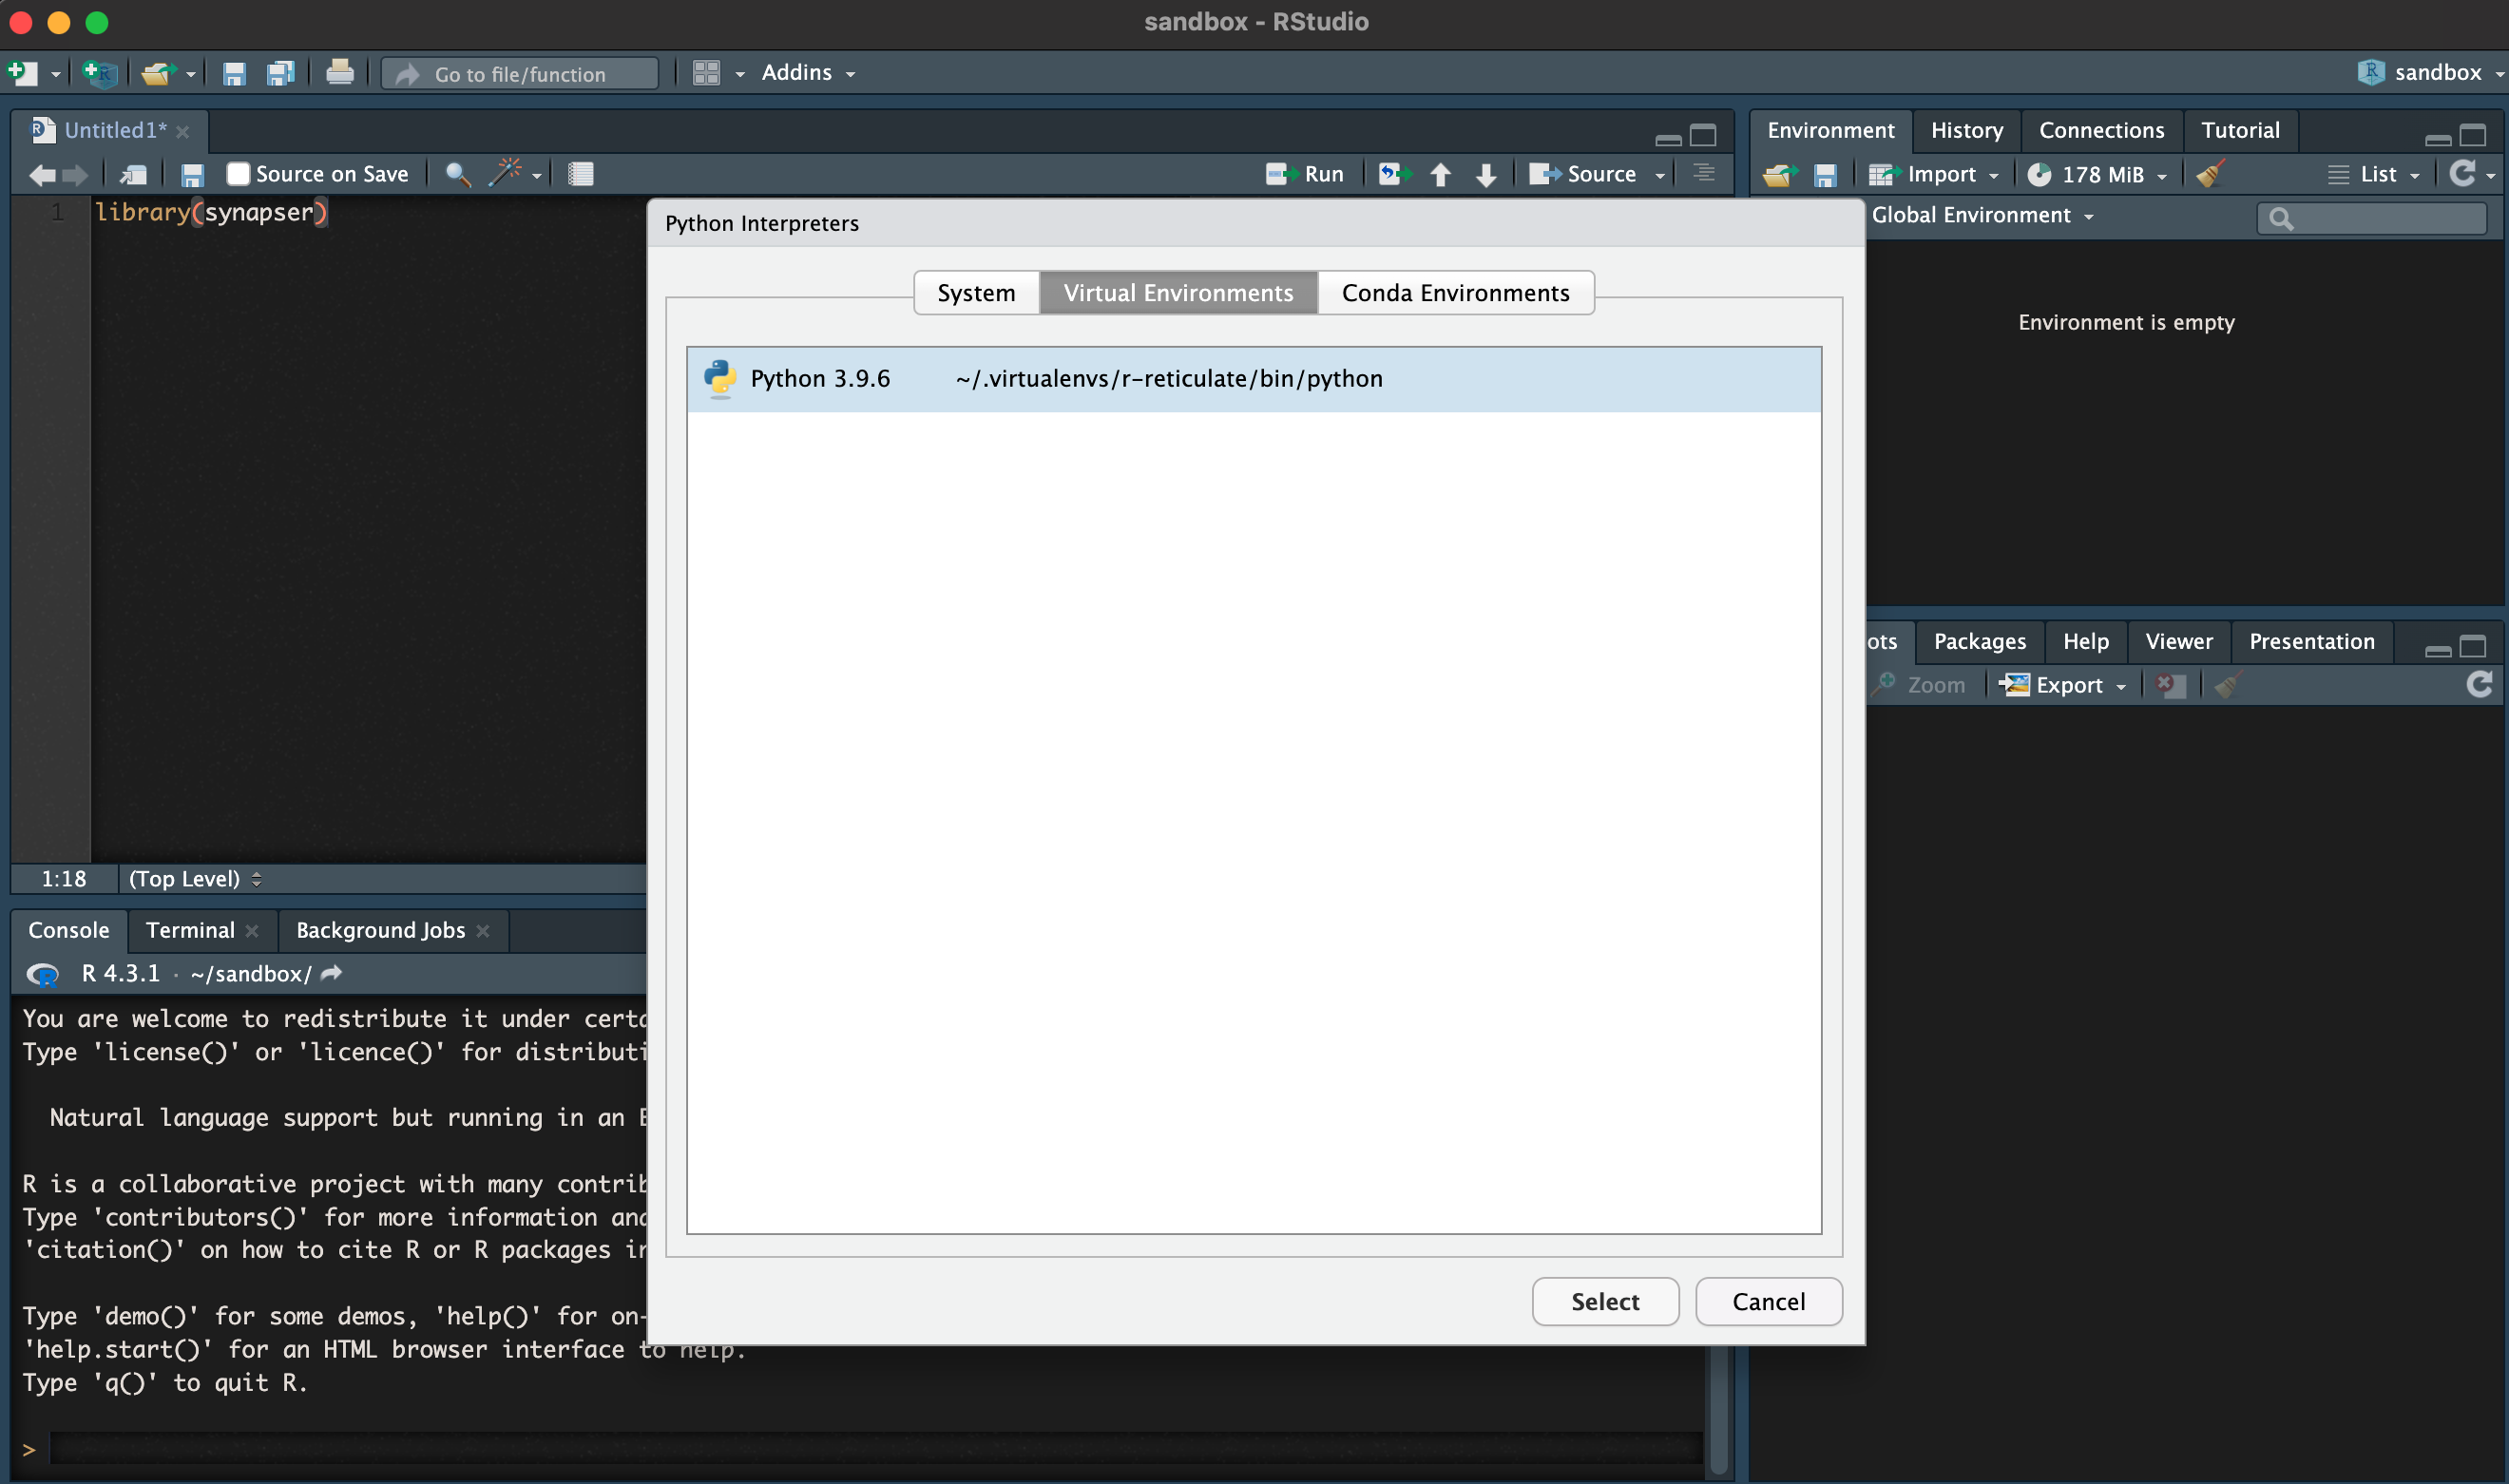 sandbox - RStudio
Go to file/function
Addins
sandbox
Untitled1*
Source on Save
Run
Source
1 library(synapser)
1:18 (Top Level)
Environment History Connections Tutorial
Import 178 MiB List
Global Environment
Environment is empty
Python Interpreters
System Virtual Environments Conda Environments
Python 3.9.6 ~/.virtualenvs/r-reticulate/bin/python
Select Cancel
ots Packages Help Viewer Presentation
Zoom Export
Console Terminal Background Jobs
R 4.3.1 · ~/sandbox/
You are welcome to redistribute it under certa
Type 'license()' or 'licence()' for distributi
Natural language support but running in an E
R is a collaborative project with many contrib
Type 'contributors()' for more information and
'citation()' on how to cite R or R packages in
Type 'demo()' for some demos, 'help()' for on-
'help.start()' for an HTML browser interface to help.
Type 'q()' to quit R.
>